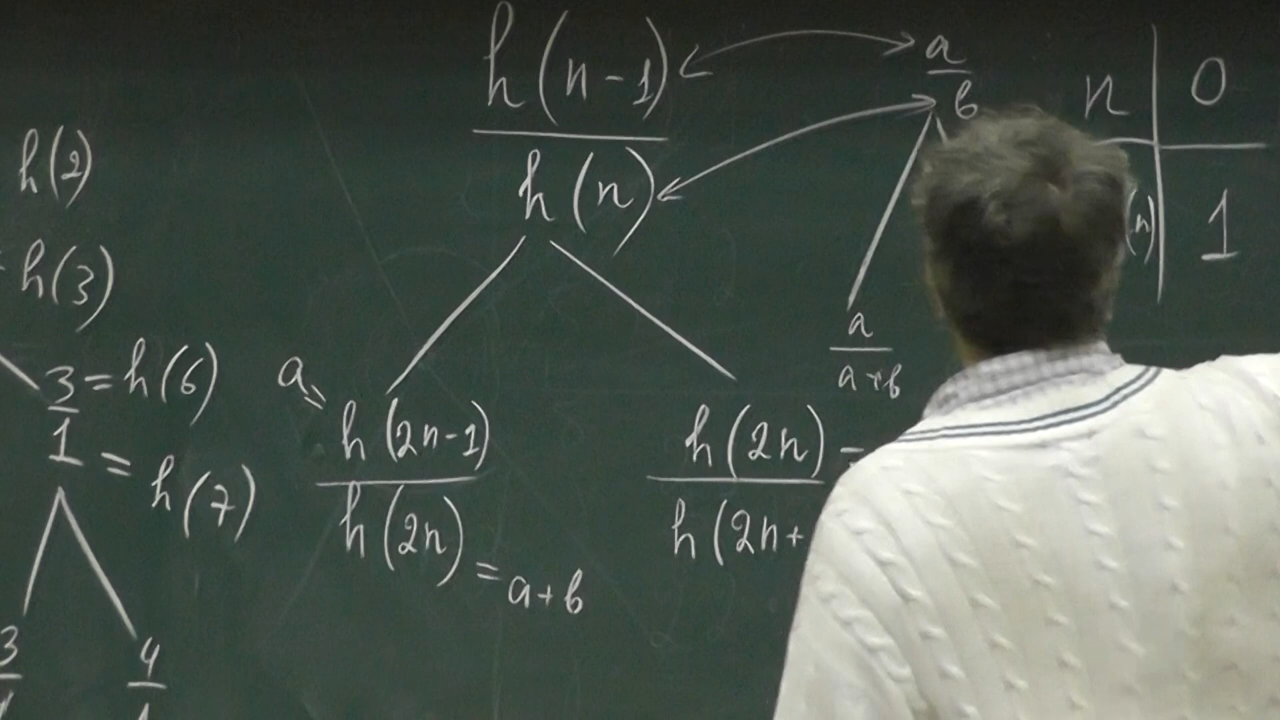 h(2)
h(3)
3 = h(6)
1 = h(7)
3
4
h(n-1)
h(n)
a =
h(2n-1)
h(2n) = a+b
h(2n) =
h(2n+
a
b
a
a+b
n | 0
(n) | 1